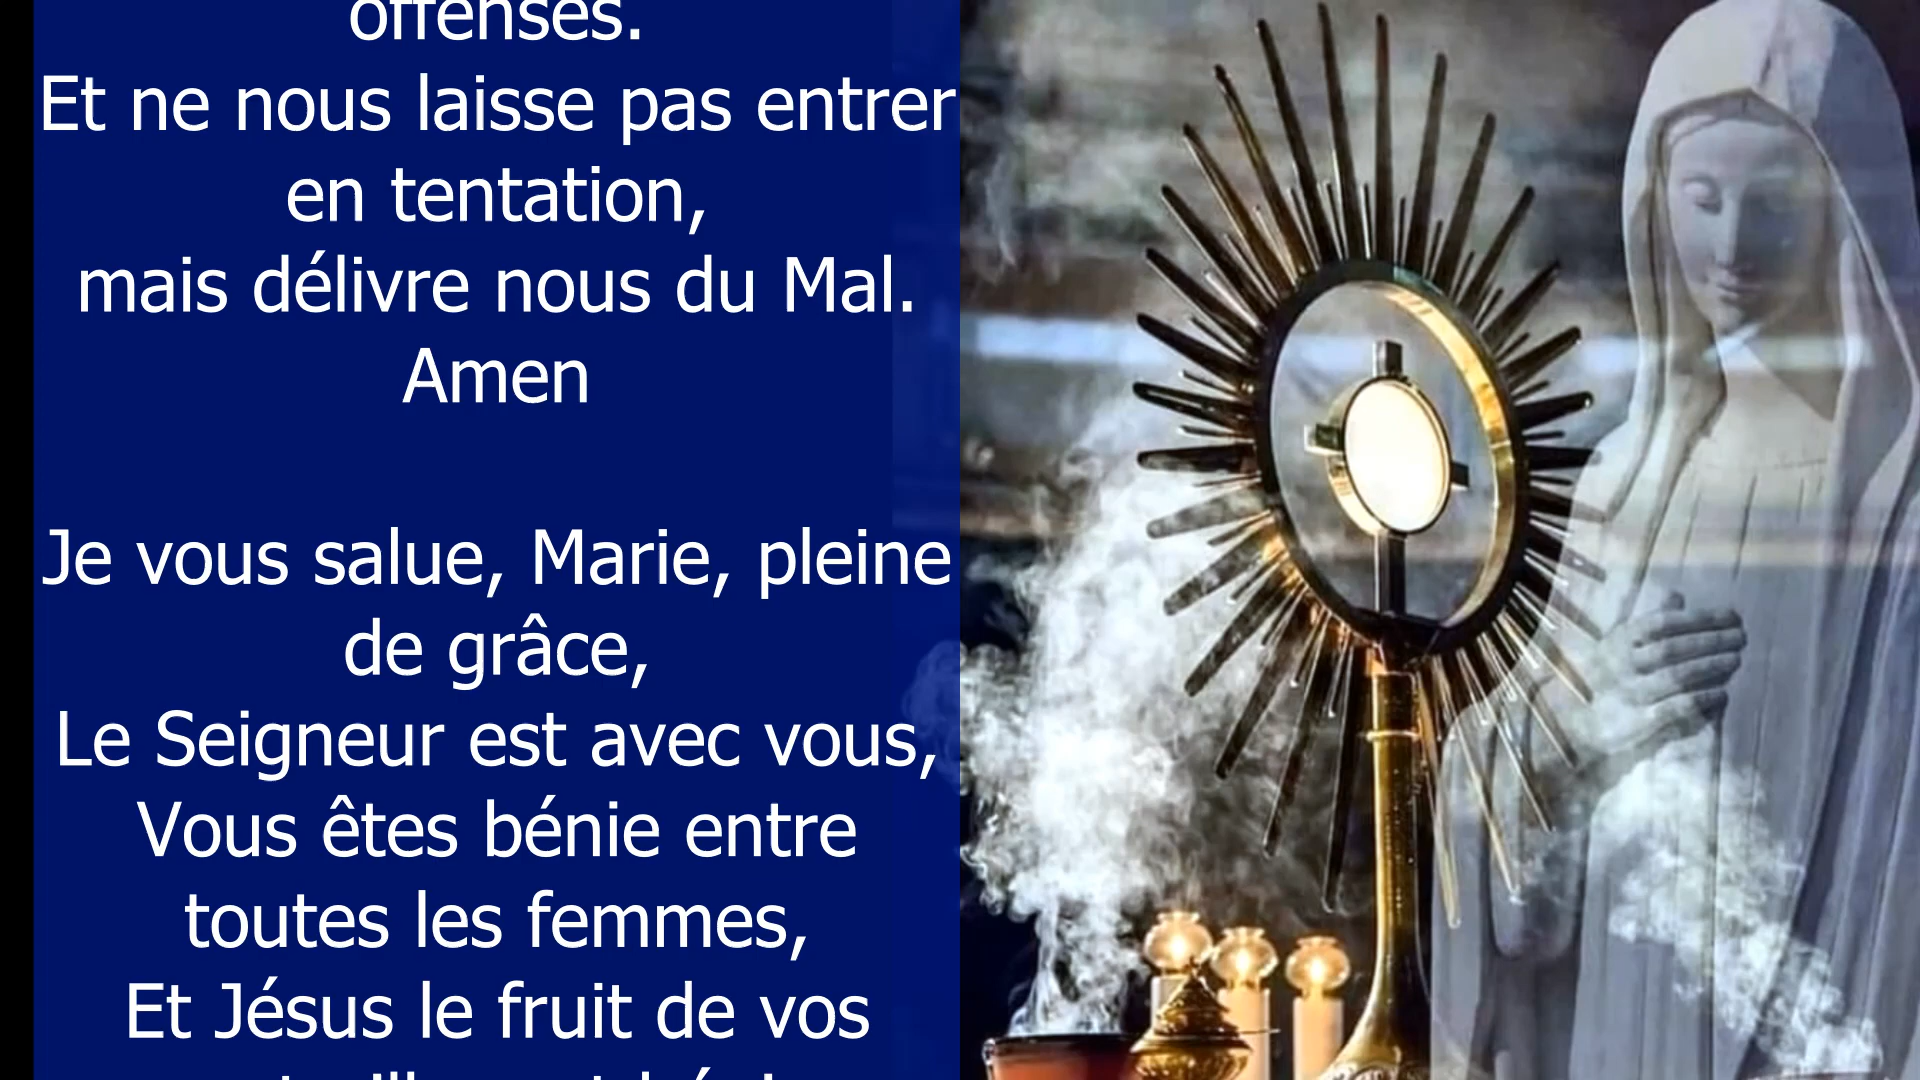 offenses.
Et ne nous laisse pas entrer
en tentation,
mais délivre nous du Mal.
Amen
Je vous salue, Marie, pleine
de grâce,
Le Seigneur est avec vous,
Vous êtes bénie entre
toutes les femmes,
Et Jésus le fruit de vos